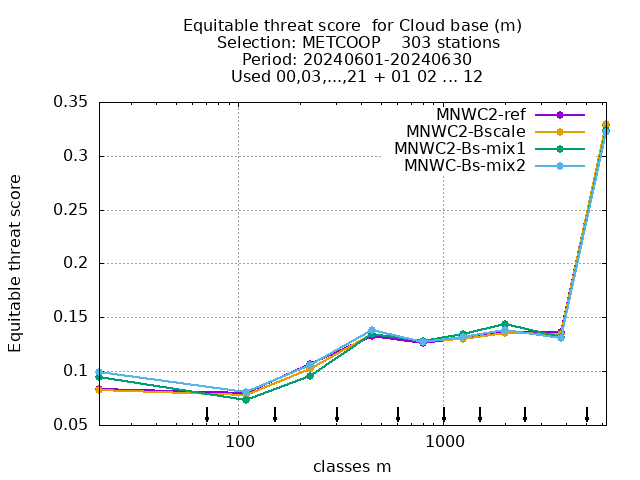 Equitable threat score  for Cloud base (m)
Selection: METCOOP    303 stations
Period: 20240601-20240630
Used 00,03,...,21 + 01 02 ... 12
0.35
0.3
0.25
0.2
0.15
0.1
0.05
Equitable threat score
MNWC2-ref
MNWC2-Bscale
MNWC2-Bs-mix1
MNWC-Bs-mix2
100
1000
classes m